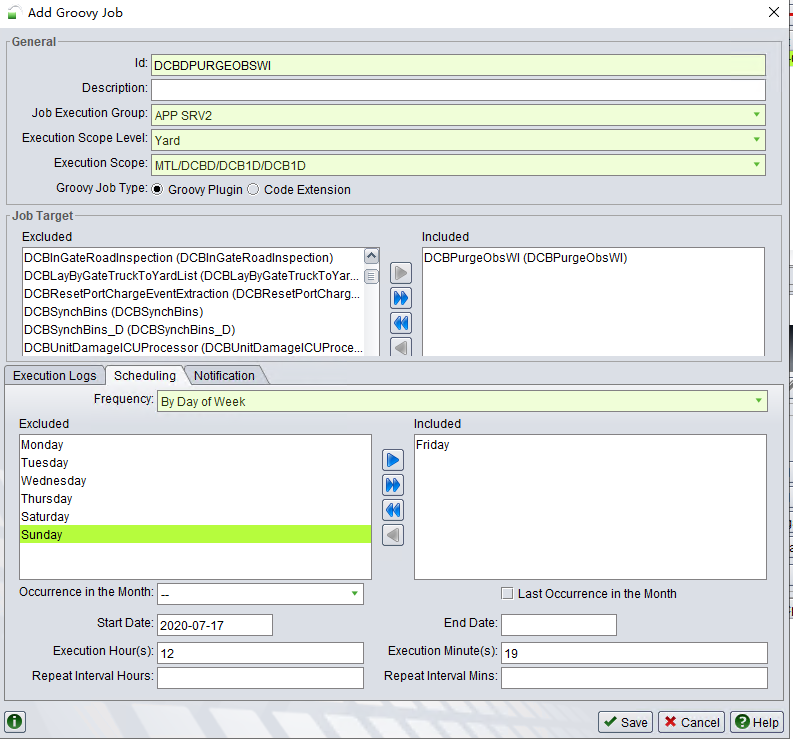 Add Groovy Job
General
Id: DCBDPURGEOBSWI
Description:
Job Execution Group: APP SRV2
Execution Scope Level: Yard
Execution Scope: MTL/DCBD/DCB1D/DCB1D
Groovy Job Type: Groovy Plugin Code Extension
Job Target
Excluded Included
DCBInGateRoadInspection (DCBInGateRoadInspection) DCBPurgeObsWI (DCBPurgeObsWI)
DCBLayByGateTruckToYardList (DCBLayByGateTruckToYar...
DCBResetPortChargeEventExtraction (DCBResetPortCharg...
DCBSynchBins (DCBSynchBins)
DCBSynchBins_D (DCBSynchBins_D)
DCBUnitDamageICUProcessor (DCBUnitDamageICUProce...
Execution Logs Scheduling Notification
Frequency: By Day of Week
Excluded Included
Monday Friday
Tuesday
Wednesday
Thursday
Saturday
Sunday
Occurrence in the Month: -- Last Occurrence in the Month
Start Date: 2020-07-17 End Date:
Execution Hour(s): 12 Execution Minute(s): 19
Repeat Interval Hours: Repeat Interval Mins:
Save Cancel Help